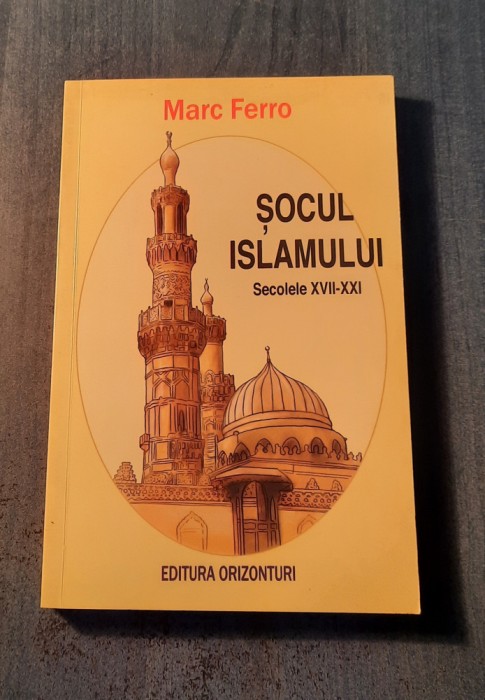 Marc Ferro
ȘOCUL
ISLAMULUI
Secolele XVII-XXI
EDITURA ORIZONTURI